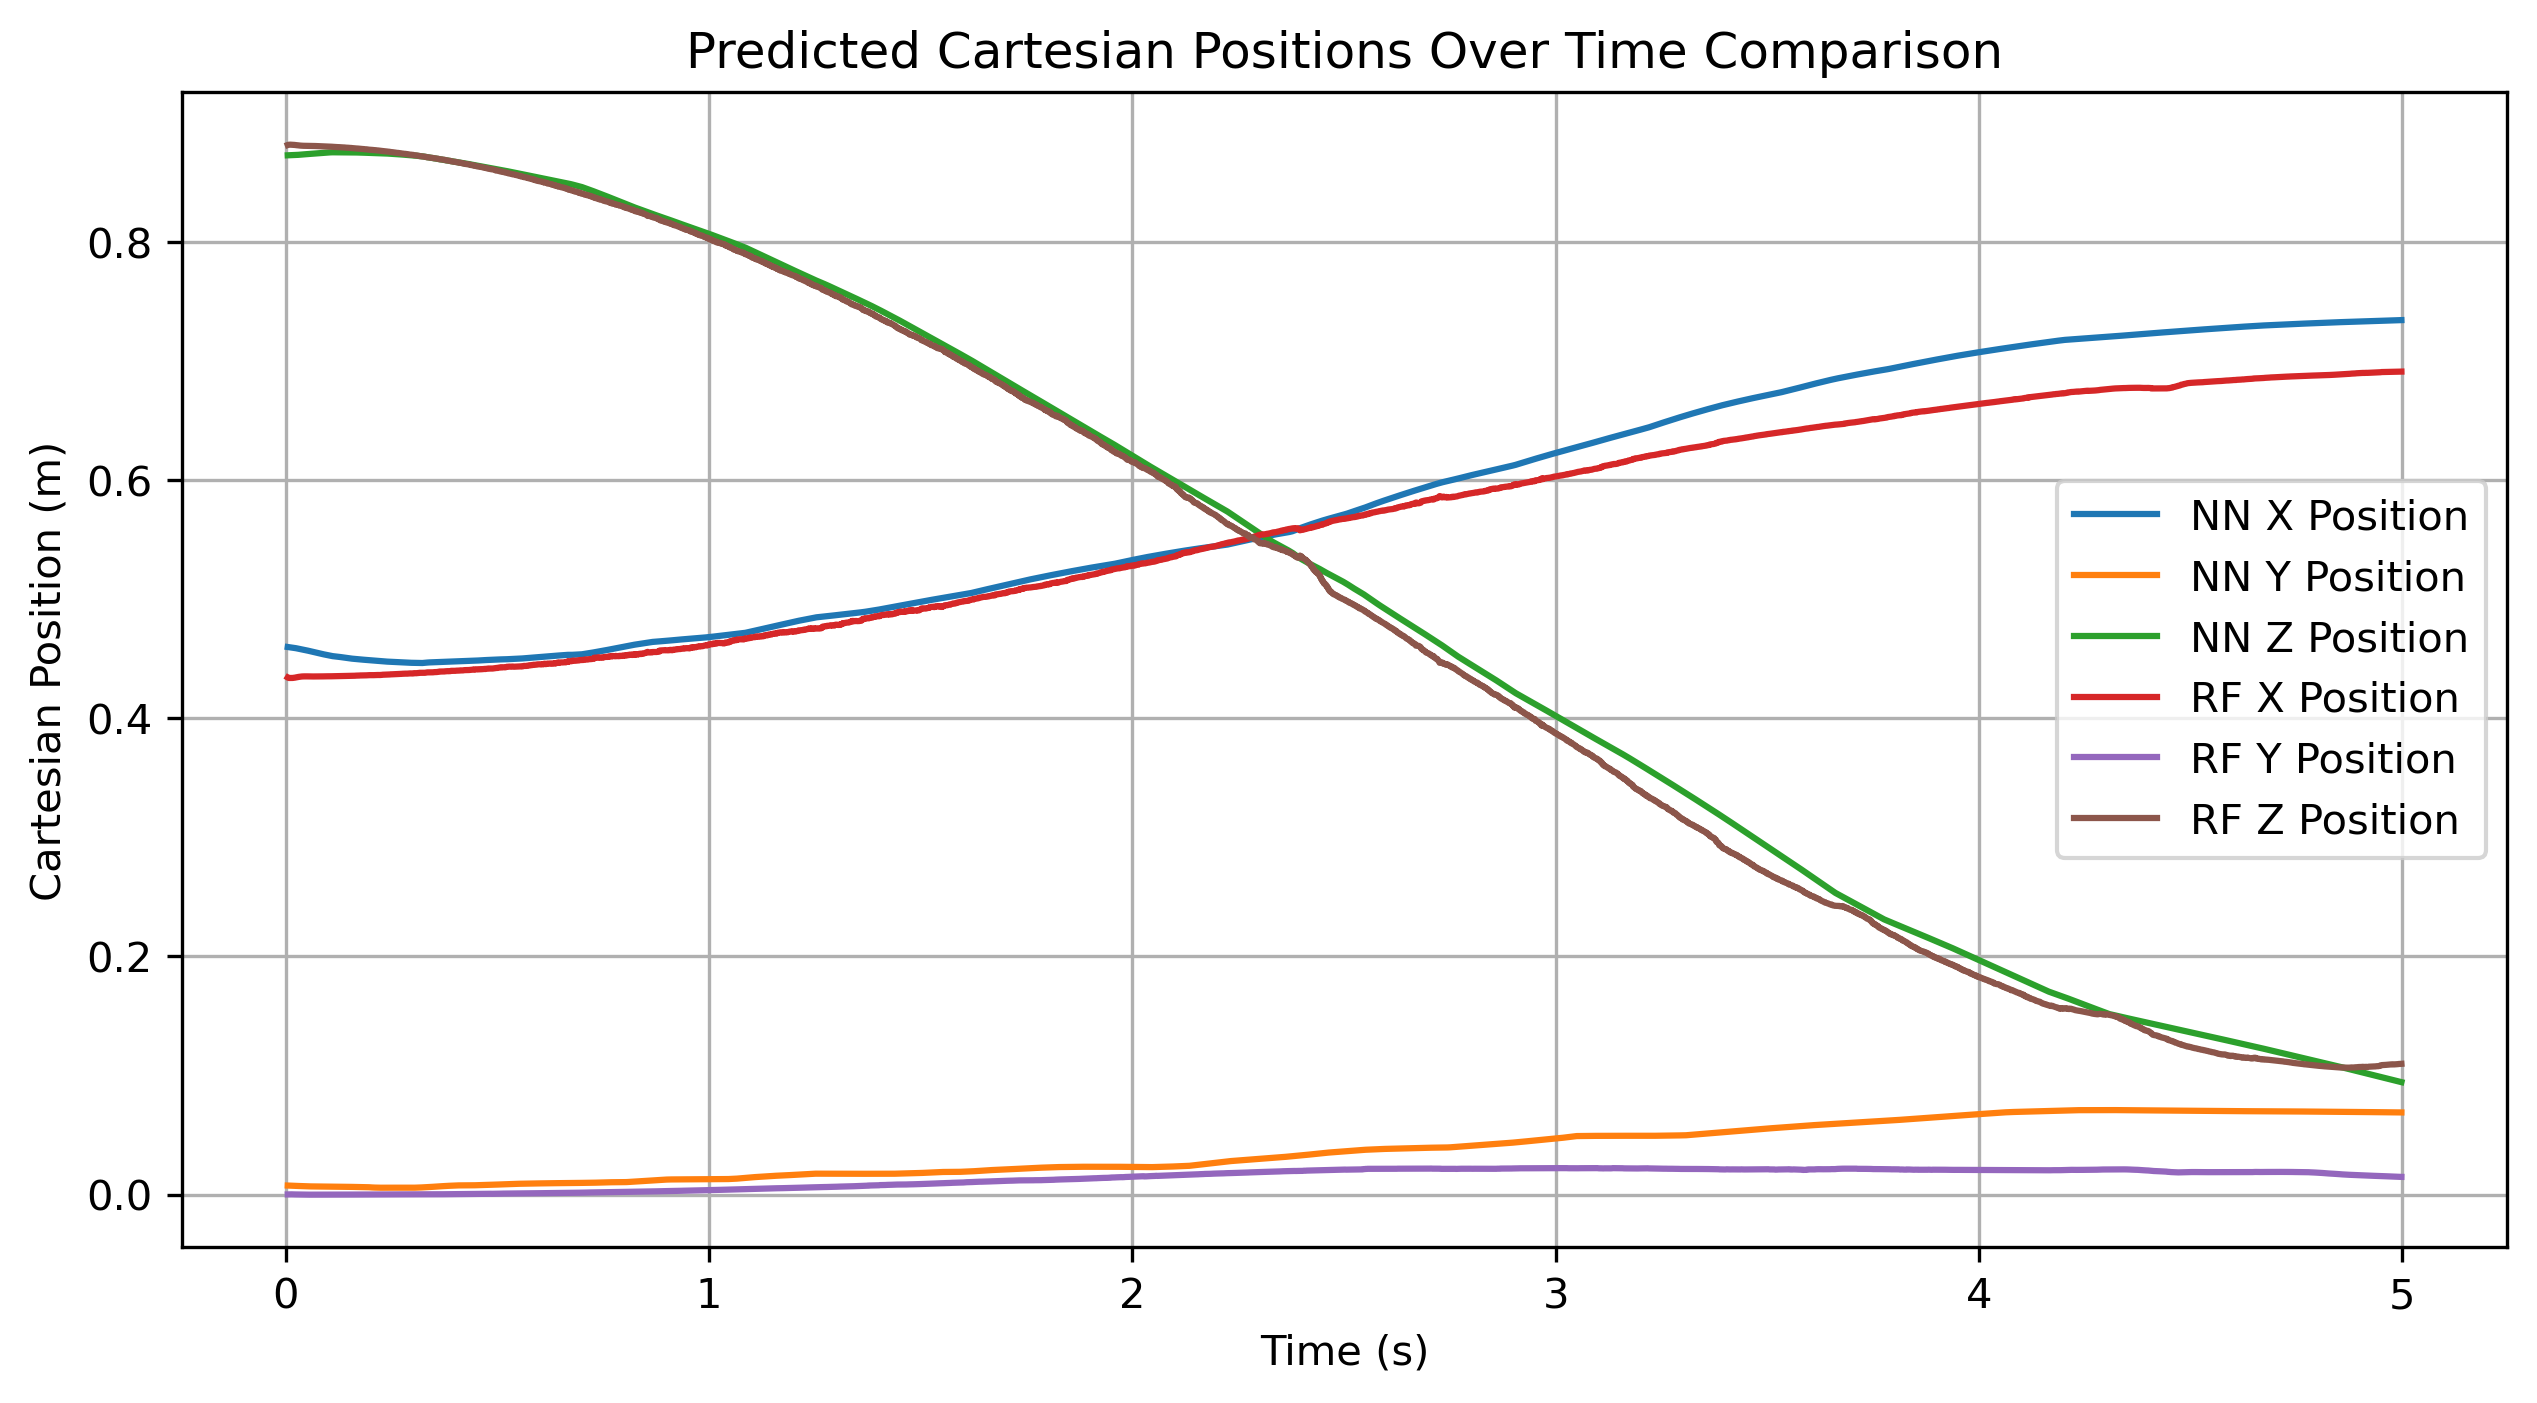 Predicted Cartesian Positions Over Time Comparison
Cartesian Position (m)
0.8
0.6
0.4
0.2
0.0
NN X Position
NN Y Position
NN Z Position
RF X Position
RF Y Position
RF Z Position
0 1 2 3 4 5
Time (s)